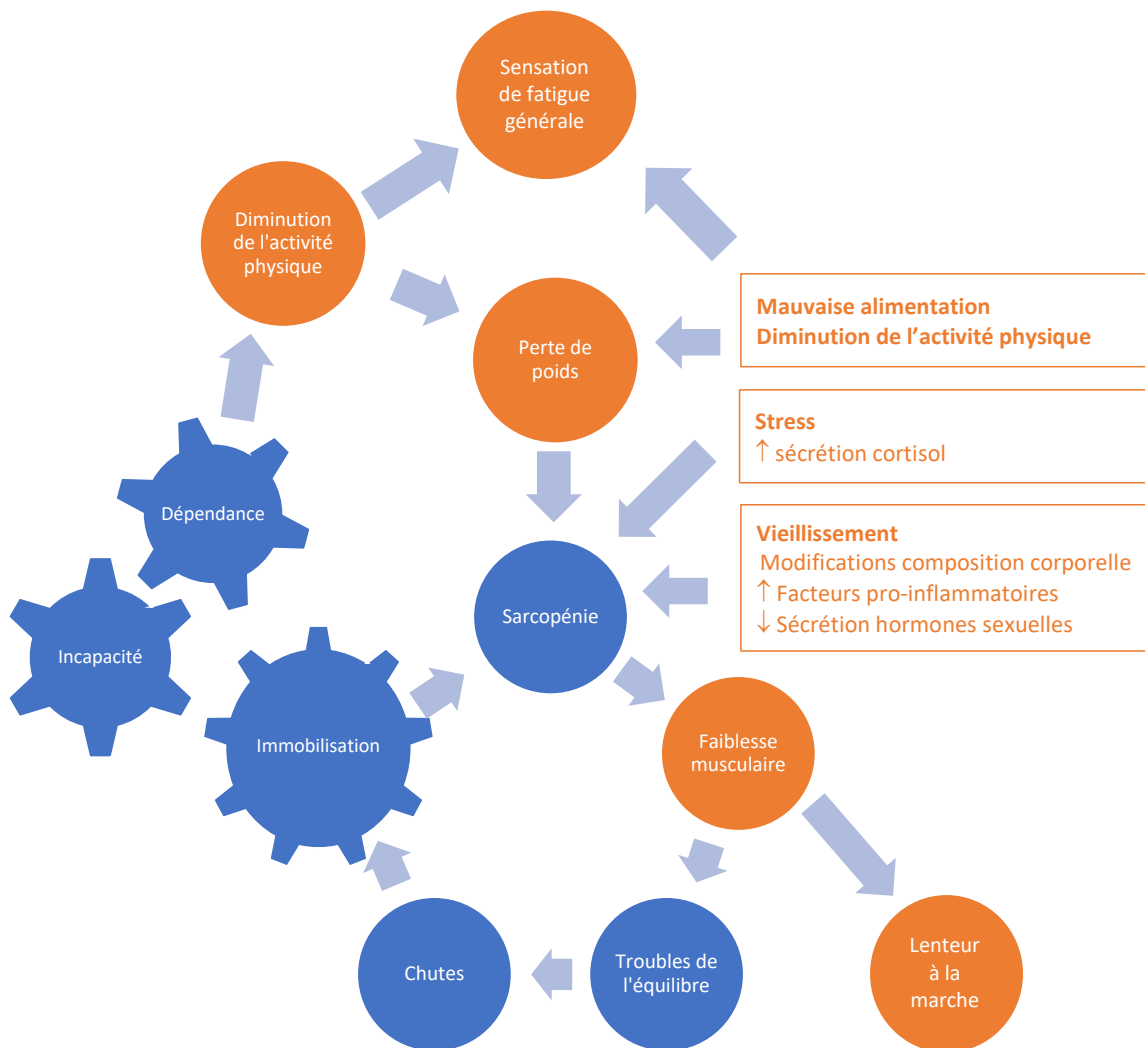 Sensation
de fatigue
générale
Diminution
de l'activité
physique
Mauvaise alimentation
Diminution de l’activité physique
Perte de
poids
Stress
↑ sécrétion cortisol
Dépendance
Vieillissement
Modifications composition corporelle
↑ Facteurs pro-inflammatoires
↓ Sécrétion hormones sexuelles
Sarcopénie
Incapacité
Immobilisation
Faiblesse
musculaire
Chutes
Troubles de
l'équilibre
Lenteur
à la
marche